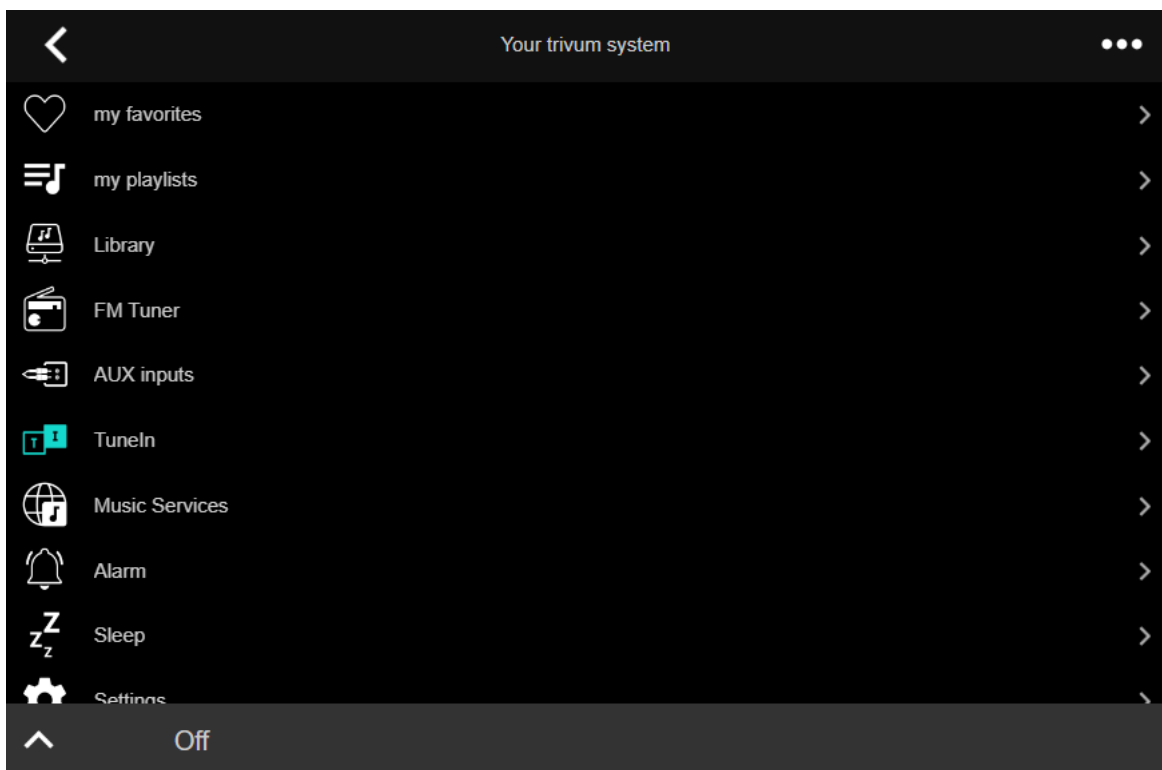 Your trivum system
my favorites
my playlists
Library
FM Tuner
AUX inputs
T I TuneIn
Music Services
Alarm
Z Z z Sleep
Settings
Off